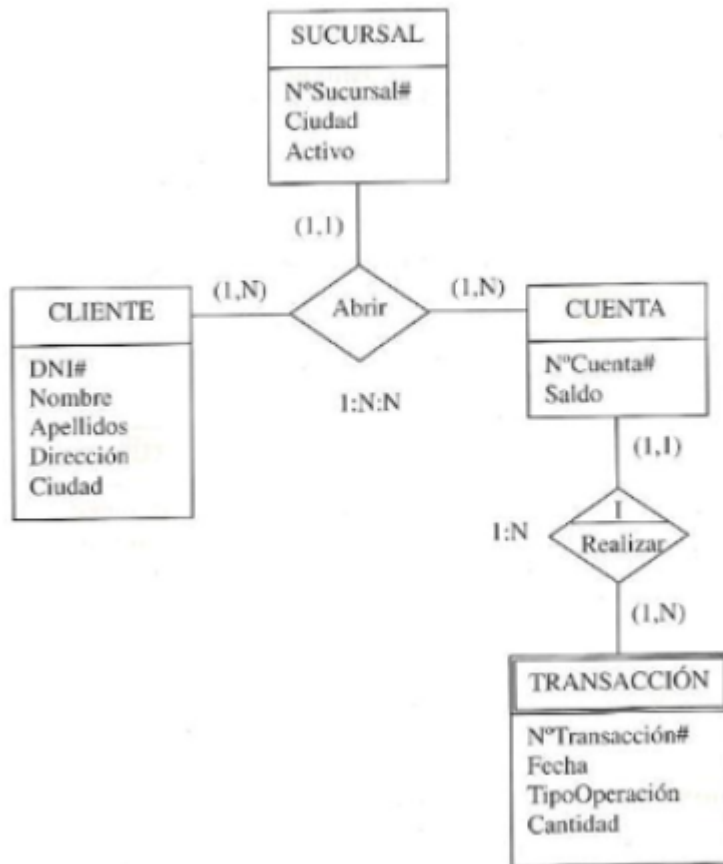 SUCURSAL
NºSucursal#
Ciudad
Activo
(1,1)
CLIENTE
DNI#
Nombre
Apellidos
Dirección
Ciudad
(1,N)
Abrir
(1,N)
1:N:N
CUENTA
NºCuenta#
Saldo
(1,1)
1:N
I
Realizar
(1,N)
TRANSACCIÓN
NºTransacción#
Fecha
TipoOperación
Cantidad